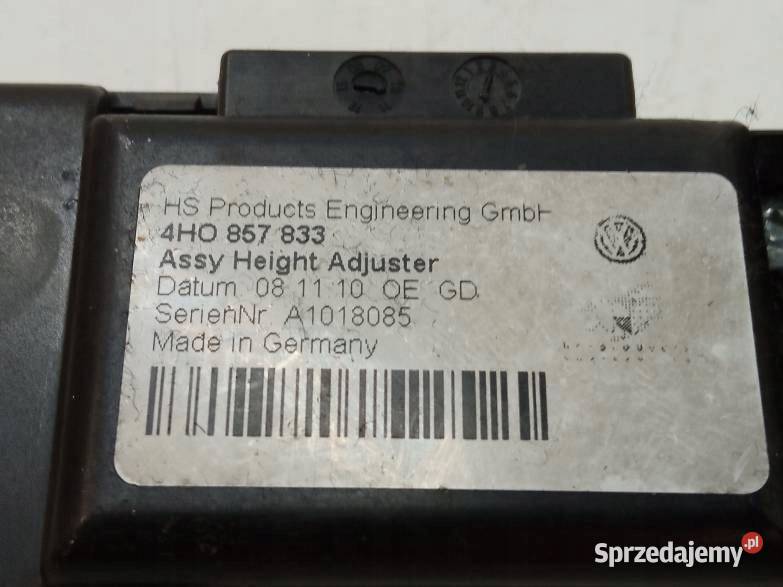 HS Products Engineering GmbH
4H0 857 833
Assy Height Adjuster
Datum 08 11 10 OE GD
SerienNr A1018085
Made in Germany
Sprzedajemy.pl